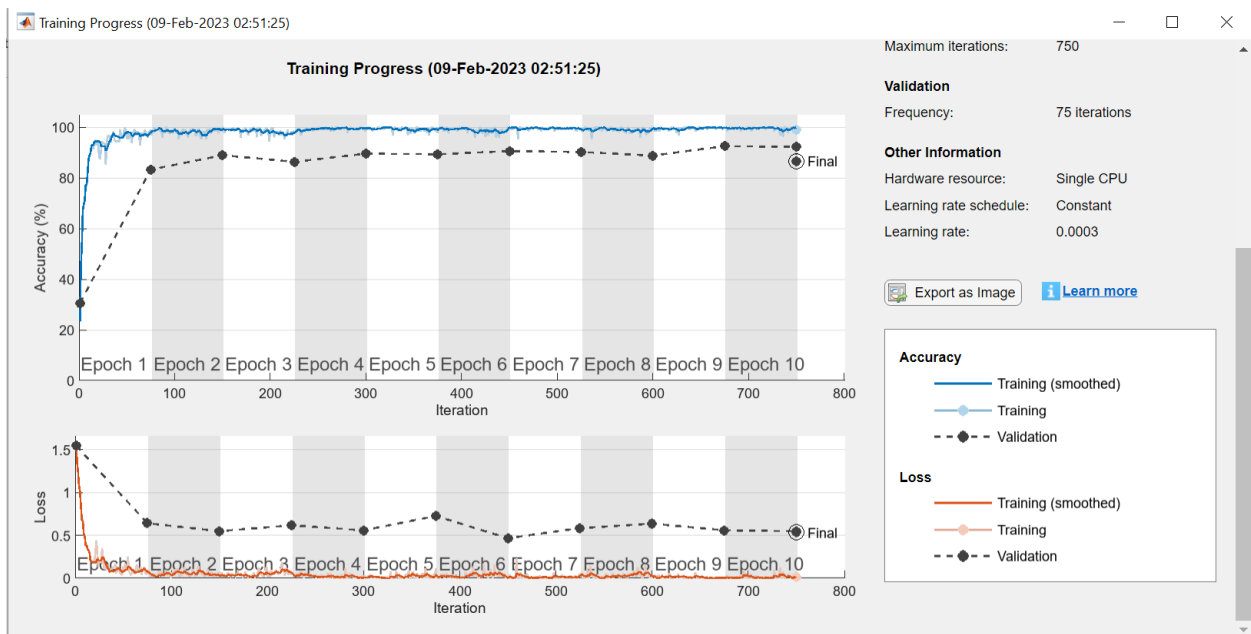 Training Progress (09-Feb-2023 02:51:25)
Training Progress (09-Feb-2023 02:51:25)
Accuracy (%)
100
80
60
40
20
0
Final
Epoch 1 Epoch 2 Epoch 3 Epoch 4 Epoch 5 Epoch 6 Epoch 7 Epoch 8 Epoch 9 Epoch 10
0 100 200 300 400 500 600 700 800
Iteration
Loss
1.5
1
0.5
0
Final
Epoch 1 Epoch 2 Epoch 3 Epoch 4 Epoch 5 Epoch 6 Epoch 7 Epoch 8 Epoch 9 Epoch 10
0 100 200 300 400 500 600 700 800
Iteration
Maximum iterations: 750
Validation
Frequency: 75 iterations
Other Information
Hardware resource: Single CPU
Learning rate schedule: Constant
Learning rate: 0.0003
Export as Image
i Learn more
Accuracy
Training (smoothed)
Training
Validation
Loss
Training (smoothed)
Training
Validation